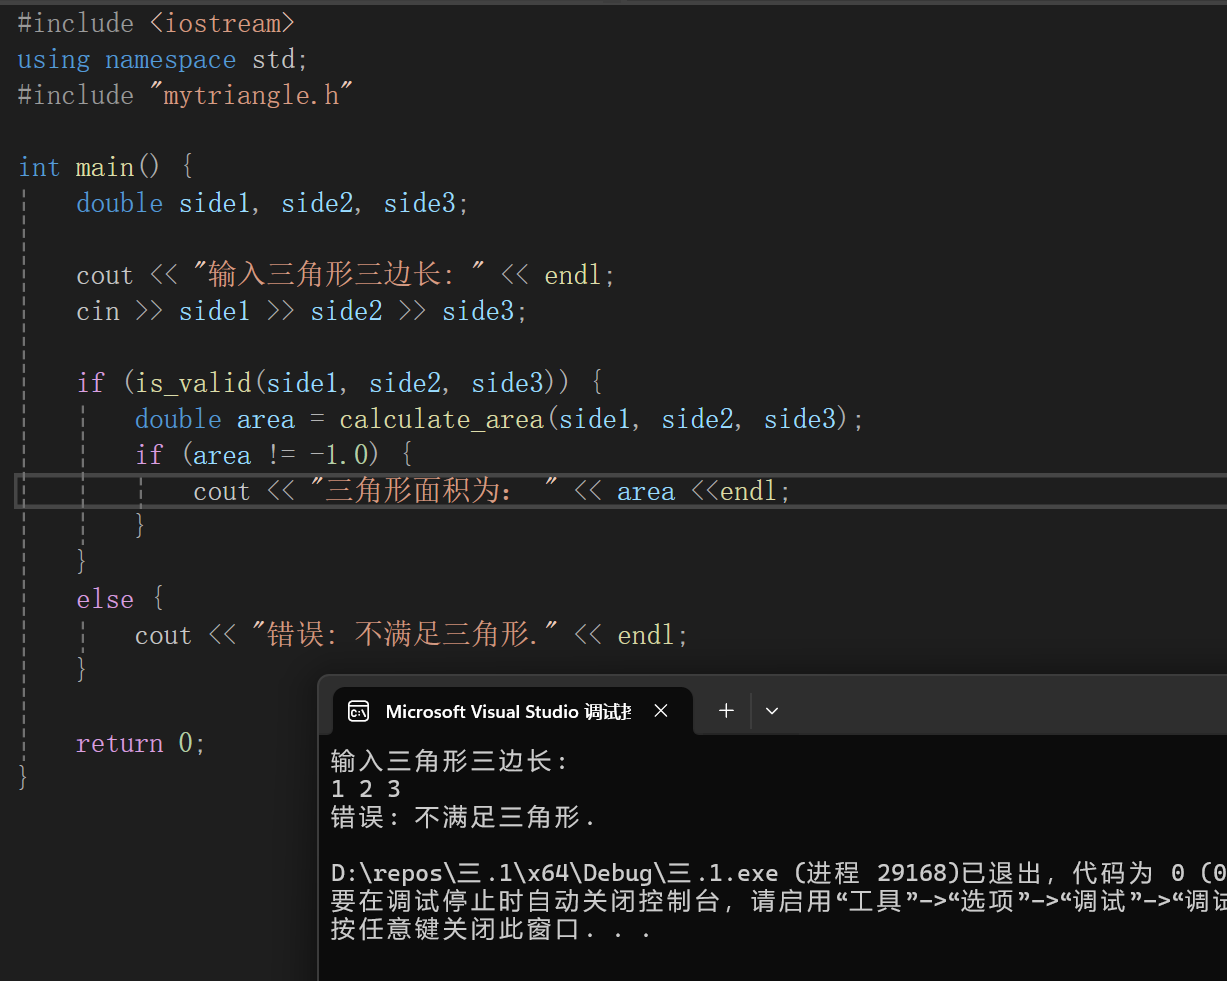 #include <iostream>
using namespace std;
#include "mytriangle.h"
int main() {
double side1, side2, side3;
cout << "输入三角形三边长: " << endl;
cin >> side1 >> side2 >> side3;
if (is_valid(side1, side2, side3)) {
double area = calculate_area(side1, side2, side3);
if (area != -1.0) {
cout << "三角形面积为： " << area <<endl;
}
}
else {
cout << "错误: 不满足三角形." << endl;
}
return 0;
}
Microsoft Visual Studio 调试
输入三角形三边长:
1 2 3
错误: 不满足三角形.
D:\repos\三.1\x64\Debug\三.1.exe (进程 29168)已退出，代码为 0 (0
要在调试停止时自动关闭控制台，请启用“工具”->“选项”->“调试”->“调试
按任意键关闭此窗口. . .